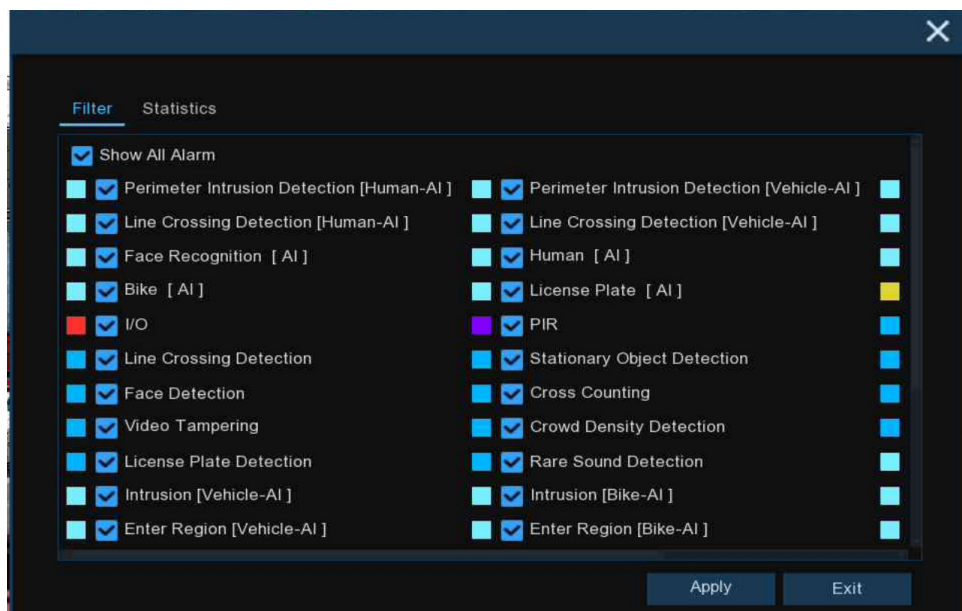 Filter Statistics
Show All Alarm
Perimeter Intrusion Detection [Human-AI ] Perimeter Intrusion Detection [Vehicle-AI ]
Line Crossing Detection [Human-AI ] Line Crossing Detection [Vehicle-AI ]
Face Recognition [ AI ] Human [ AI ]
Bike [ AI ] License Plate [ AI ]
I/O PIR
Line Crossing Detection Stationary Object Detection
Face Detection Cross Counting
Video Tampering Crowd Density Detection
License Plate Detection Rare Sound Detection
Intrusion [Vehicle-AI ] Intrusion [Bike-AI ]
Enter Region [Vehicle-AI ] Enter Region [Bike-AI ]
Apply Exit